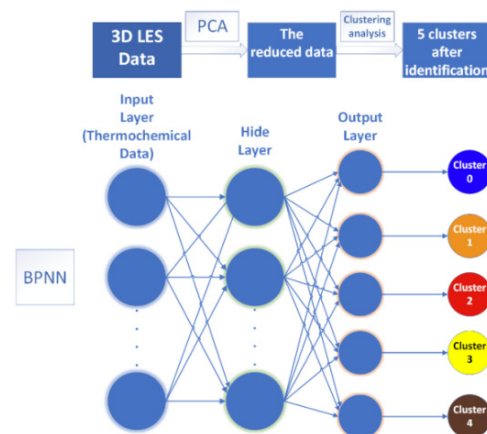 3D LES
Data
PCA
The
reduced data
Clustering
analysis
5 clusters
after
identification
Input
Layer
(Thermochemical
Data)
Hide
Layer
Output
Layer
BPNN
Cluster
0
Cluster
1
Cluster
2
Cluster
3
Cluster
4